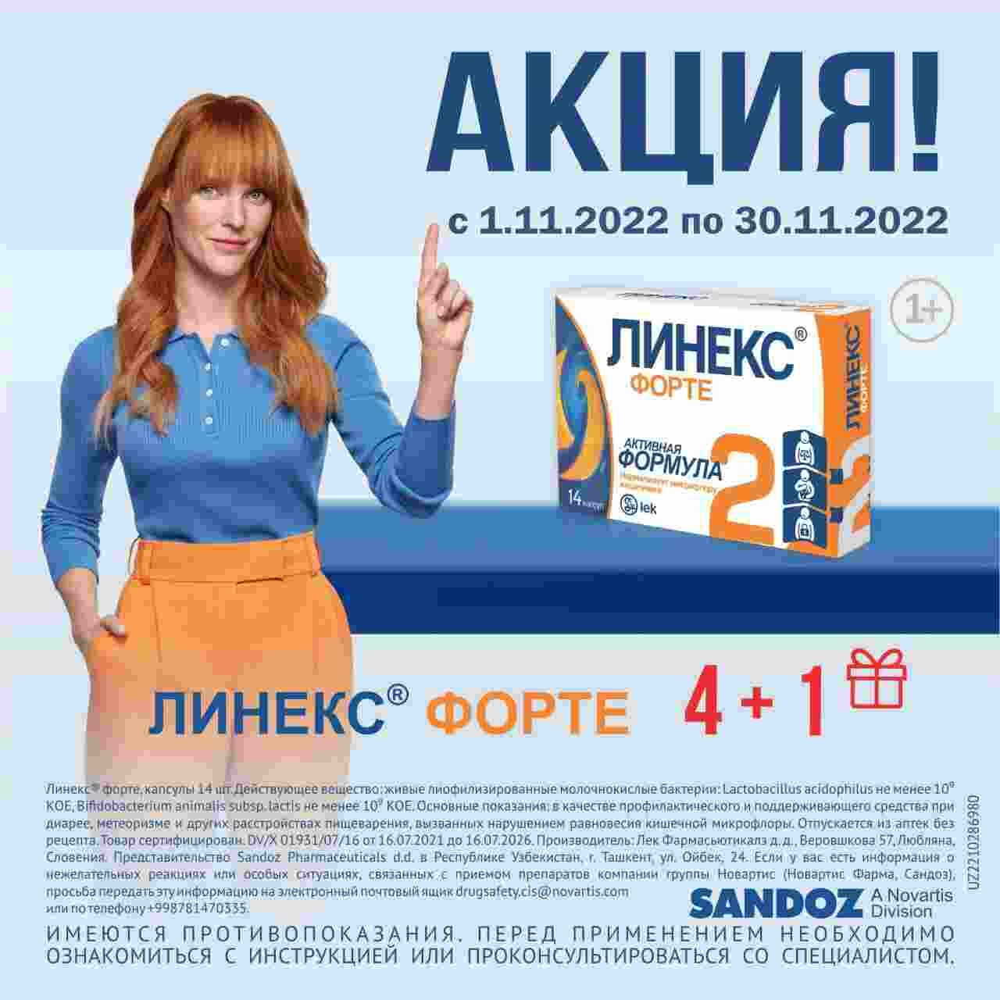 АКЦИЯ!
с 1.11.2022 по 30.11.2022
1+
ЛИНЕКС®
ФОРТЕ
АКТИВНАЯ
ФОРМУЛА 2
Нормализует микрофлору
кишечника
14 капсул
lek
ЛИНЕКС
ФОРТЕ
ЛИНЕКС® ФОРТЕ 4 + 1
Линекс® форте, капсулы 14 шт. Действующее вещество: живые лиофилизированные молочнокислые бактерии: Lactobacillus acidophilus не менее 10⁹
КОЕ, Bifidobacterium animalis subsp. lactis не менее 10⁹ КОЕ. Основные показания: в качестве профилактического и поддерживающего средства при
диарее, метеоризме и других расстройствах пищеварения, вызванных нарушением равновесия кишечной микрофлоры. Отпускается из аптек без
рецепта. Товар сертифицирован. DV/X 01931/07/16 от 16.07.2021 до 16.07.2026. Производитель: Лек Фармасьютикалз д.д., Веровшкова 57, Любляна,
Словения. Представительство Sandoz Pharmaceuticals d.d. в Республике Узбекистан, г. Ташкент, ул. Ойбек, 24. Если у вас есть информация о
нежелательных реакциях или особых ситуациях, связанных с приемом препаратов компании группы Новартис (Новартис Фарма, Сандоз),
просьба передать эту информацию на электронный почтовый ящик drugsafety.cis@novartis.com
или по телефону +998781470335.
SANDOZ A Novartis
Division
UZ2210286980
ИМЕЮТСЯ ПРОТИВОПОКАЗАНИЯ. ПЕРЕД ПРИМЕНЕНИЕМ НЕОБХОДИМО
ОЗНАКОМИТЬСЯ С ИНСТРУКЦИЕЙ ИЛИ ПРОКОНСУЛЬТИРОВАТЬСЯ СО СПЕЦИАЛИСТОМ.